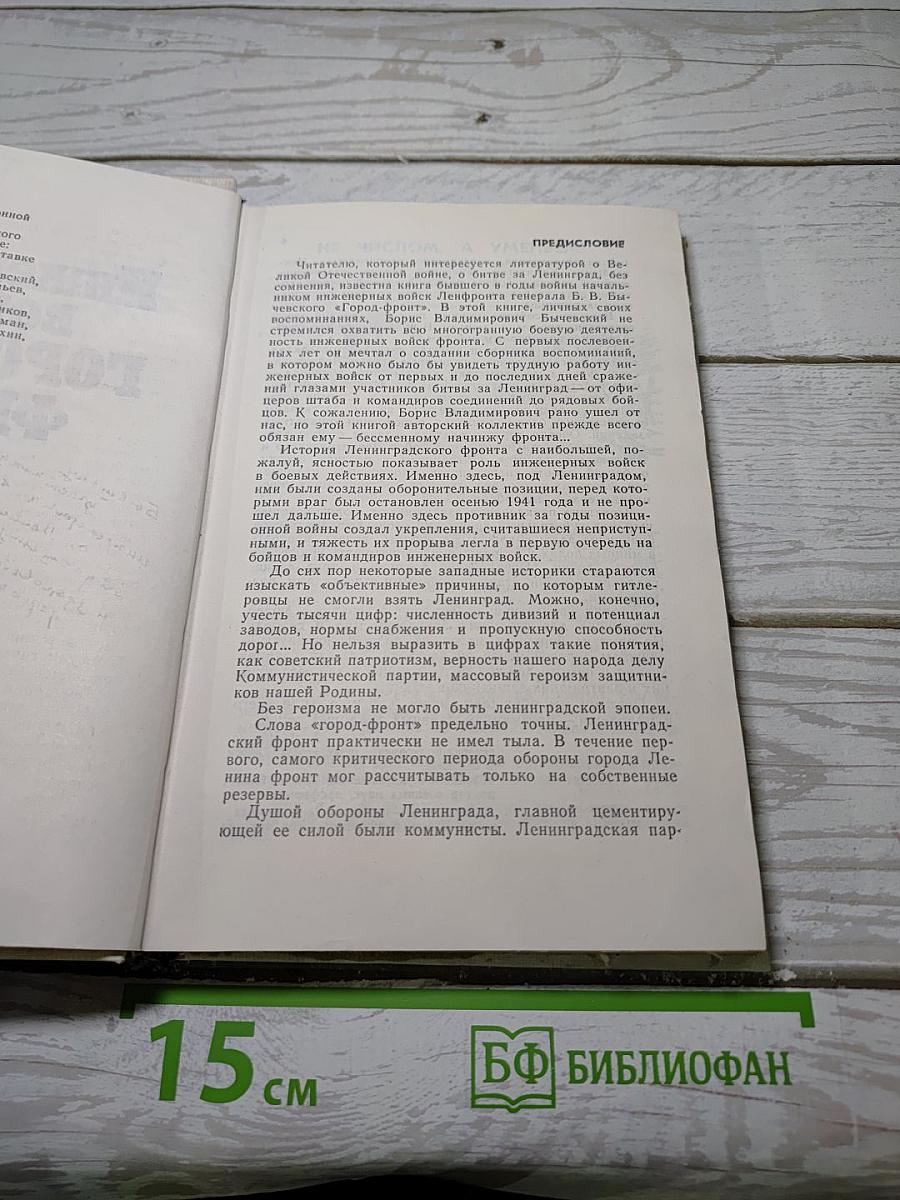 нной
ого
е:
тавке
вский,
ьев,
ков,
ман,
хин,
ПРЕДИСЛОВИЕ
Читателю, который интересуется литературой о Ве-
ликой Отечественной войне, о битве за Ленинград, без
сомнения, известна книга бывшего в годы войны началь-
ником инженерных войск Ленфронта генерала Б. В. Бы-
чевского «Город-фронт». В этой книге, личных своих
воспоминаниях, Борис Владимирович Бычевский не
стремился охватить всю многогранную боевую деятель-
ность инженерных войск фронта. С первых послевоен-
ных лет он мечтал о создании сборника воспоминаний,
в котором можно было бы увидеть трудную работу ин-
женерных войск от первых и до последних дней сраже-
ний глазами участников битвы за Ленинград — от офи-
церов штаба и командиров соединений до рядовых бой-
цов. К сожалению, Борис Владимирович рано ушел от
нас, но этой книгой авторский коллектив прежде всего
обязан ему — бессменному начинжу фронта...
История Ленинградского фронта с наибольшей, по-
жалуй, ясностью показывает роль инженерных войск
в боевых действиях. Именно здесь, под Ленинградом,
ими были созданы оборонительные позиции, перед кото-
рыми враг был остановлен осенью 1941 года и не про-
шел дальше. Именно здесь противник за годы позици-
онной войны создал укрепления, считавшиеся неприступ-
ными, и тяжесть их прорыва легла в первую очередь на
бойцов и командиров инженерных войск.
До сих пор некоторые западные историки стараются
изыскать «объективные» причины, по которым гитле-
ровцы не смогли взять Ленинград. Можно, конечно,
учесть тысячи цифр: численность дивизий и потенциал
заводов, нормы снабжения и пропускную способность
дорог... Но нельзя выразить в цифрах такие понятия,
как советский патриотизм, верность нашего народа делу
Коммунистической партии, массовый героизм защитни-
ков нашей Родины.
Без героизма не могло быть ленинградской эпопеи.
Слова «город-фронт» предельно точны. Ленинград-
ский фронт практически не имел тыла. В течение пер-
вого, самого критического периода обороны города Ле-
нина фронт мог рассчитывать только на собственные
резервы.
Душой обороны Ленинграда, главной цементиру-
ющей ее силой были коммунисты. Ленинградская пар-
15 см
БФ БИБЛИОФАН